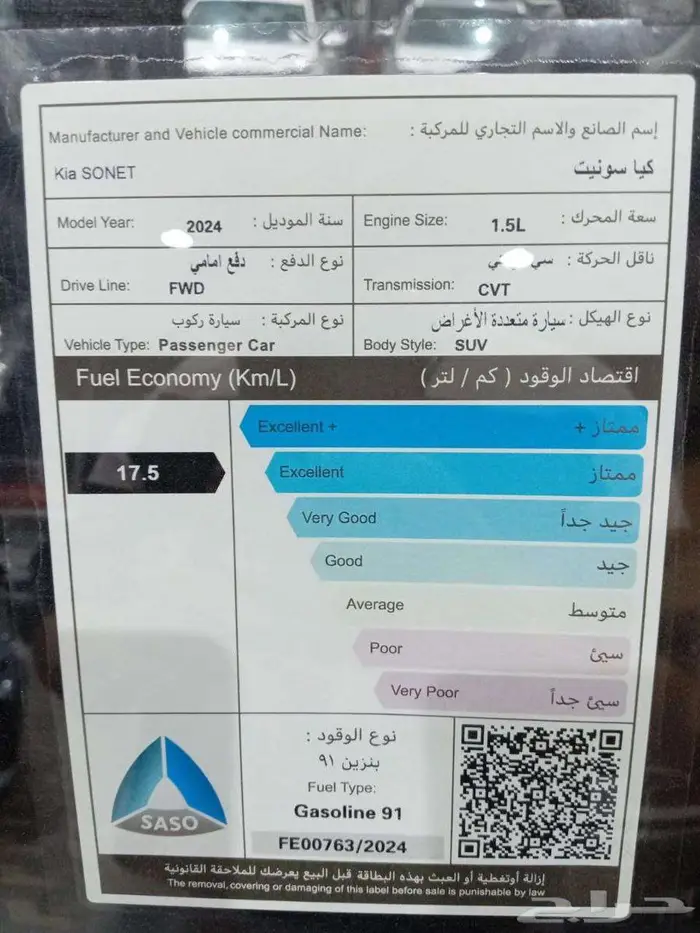 Manufacturer and Vehicle commercial Name: إسم الصانع والاسم التجاري للمركبة :
Kia SONET كيا سونيت
Model Year: 2024 سنة الموديل :
Engine Size: 1.5L سعة المحرك :
نوع الدفع : دفع امامي
Drive Line: FWD
ناقل الحركة : سي
Transmission: CVT
نوع المركبة : سيارة ركوب
Vehicle Type: Passenger Car
نوع الهيكل : سيارة متعددة الأغراض
Body Style: SUV
Fuel Economy (Km/L) اقتصاد الوقود ( كم / لتر )
Excellent + ممتاز +
17.5
Excellent ممتاز
Very Good جيد جداً
Good جيد
Average متوسط
Poor سيئ
Very Poor سيئ جداً
SASO
نوع الوقود :
بنزين ٩١
Fuel Type:
Gasoline 91
FE00763/2024
إزالة أوتغطية أو العبث بهذه البطاقة قبل البيع يعرضك للملاحقة القانونية
The removal, covering or damaging of this label before sale is punishable by law
حراج